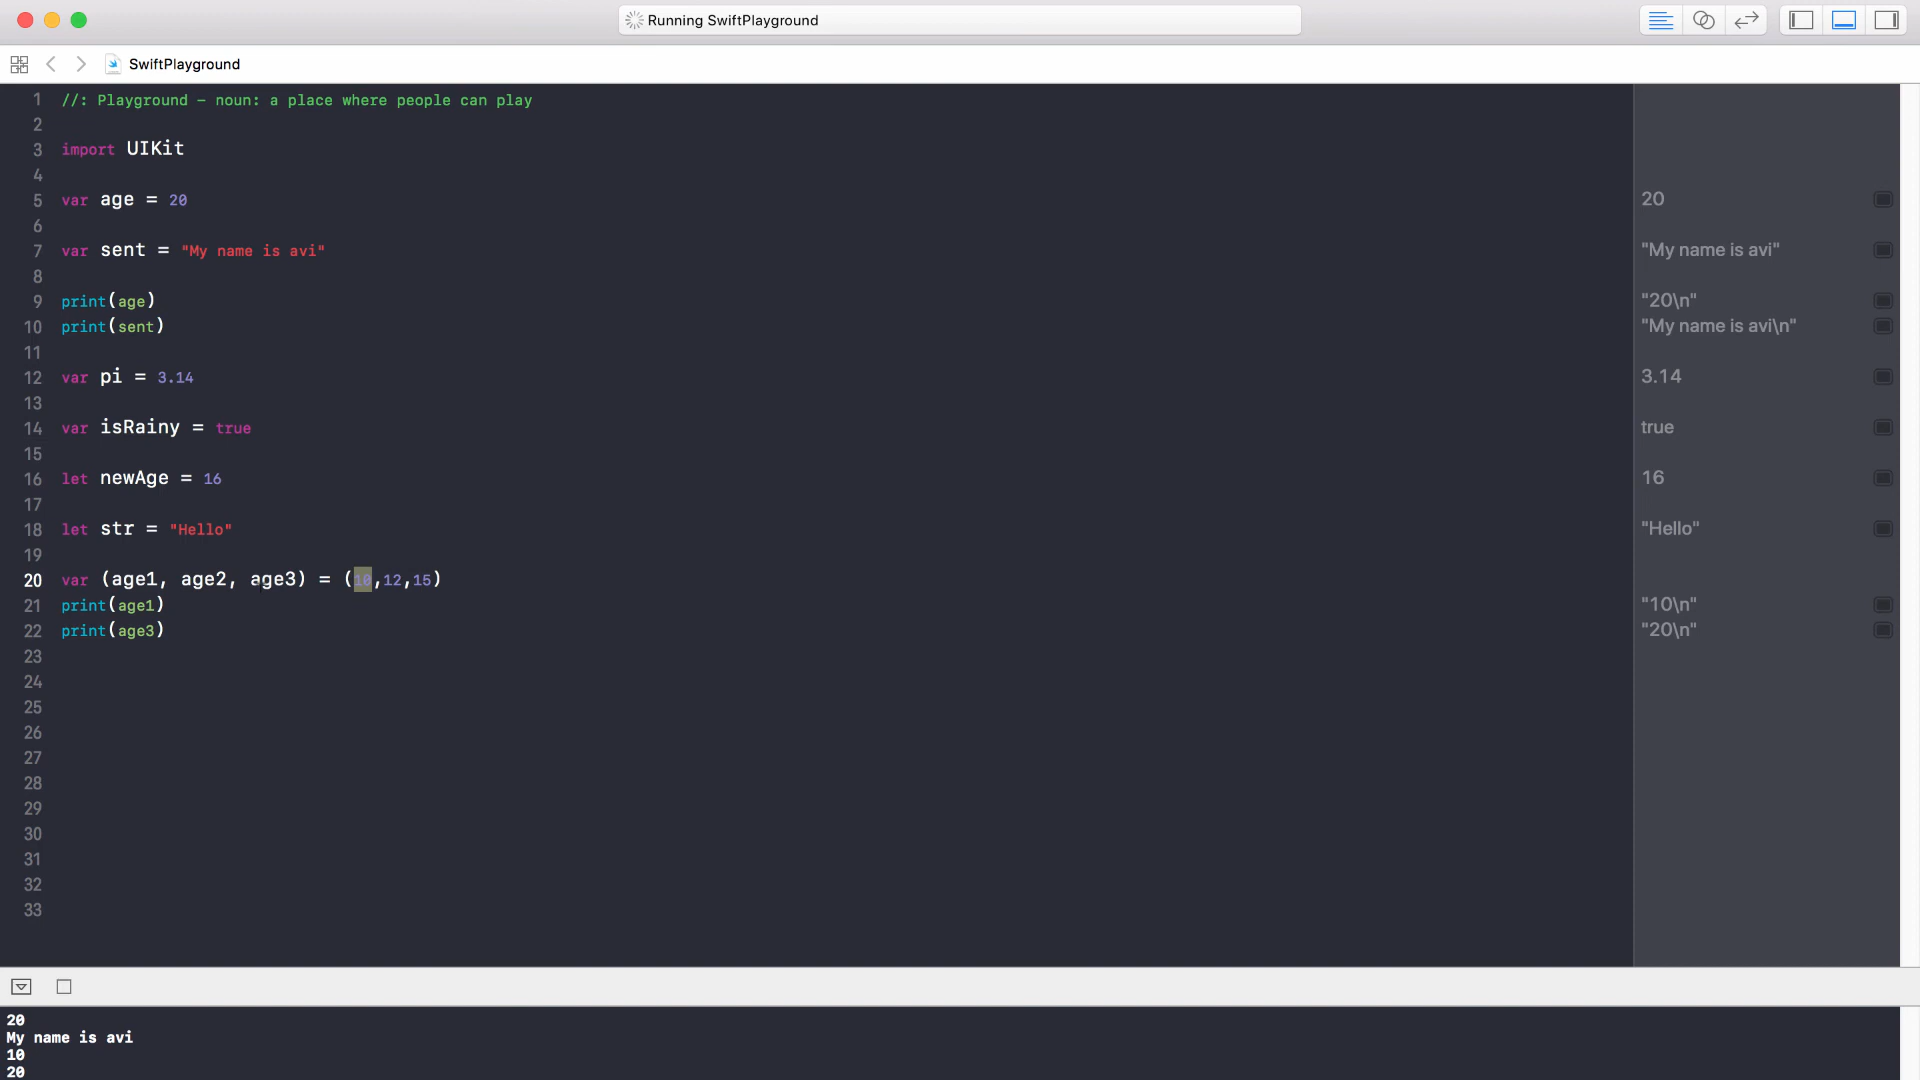 Running SwiftPlayground
SwiftPlayground
1 //: Playground - noun: a place where people can play
2
3 import UIKit
4
5 var age = 20 20
6
7 var sent = "My name is avi" "My name is avi"
8
9 print(age) "20\n"
10 print(sent) "My name is avi\n"
11
12 var pi = 3.14 3.14
13
14 var isRainy = true true
15
16 let newAge = 16 16
17
18 let str = "Hello" "Hello"
19
20 var (age1, age2, age3) = (10,12,15)
21 print(age1) "10\n"
22 print(age3) "20\n"
23
24
25
26
27
28
29
30
31
32
33
20
My name is avi
10
20